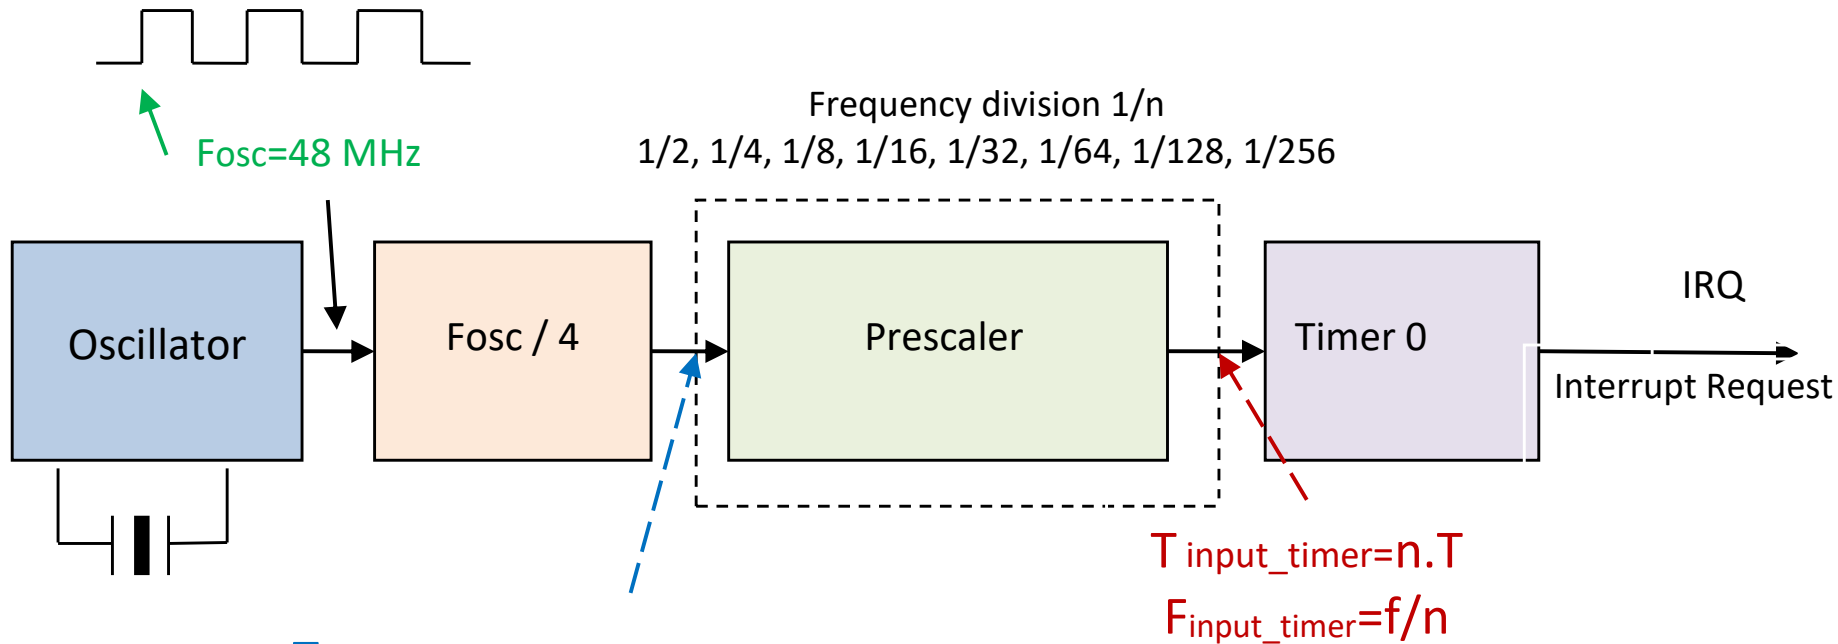 Frequency division 1/n
1/2, 1/4, 1/8, 1/16, 1/32, 1/64, 1/128, 1/256
Fosc=48 MHz
Oscillator
Fosc / 4
Prescaler
Timer 0
IRQ
Interrupt Request
T input_timer=n.T
Finput_timer=f/n